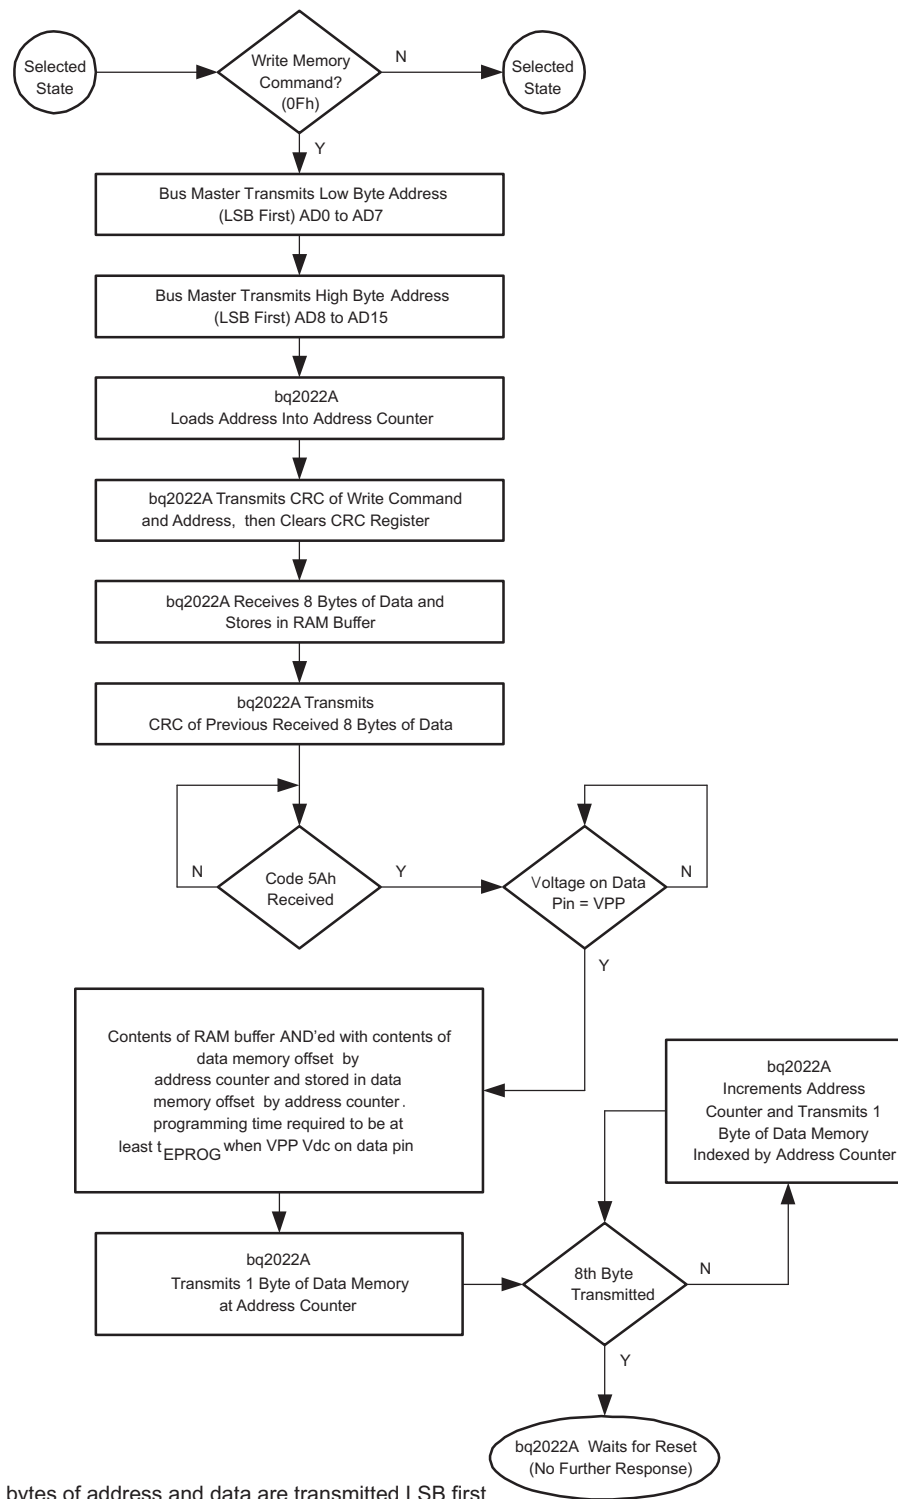 Selected
State
Write Memory
Command?
(0Fh)
N
Selected
State
Y
Bus Master Transmits Low Byte Address
(LSB First) AD0 to AD7
Bus Master Transmits High Byte Address
(LSB First) AD8 to AD15
bq2022A
Loads Address Into Address Counter
bq2022A Transmits CRC of Write Command
and Address, then Clears CRC Register
bq2022A Receives 8 Bytes of Data and
Stores in RAM Buffer
bq2022A Transmits
CRC of Previous Received 8 Bytes of Data
N
Code 5Ah
Received
Y
Voltage on Data
Pin = VPP
N
Y
Contents of RAM buffer AND'ed with contents of
data memory offset by
address counter and stored in data
memory offset by address counter.
programming time required to be at
least tEPROG when VPP Vdc on data pin
bq2022A
Increments Address
Counter and Transmits 1
Byte of Data Memory
Indexed by Address Counter
bq2022A
Transmits 1 Byte of Data Memory
at Address Counter
8th Byte
Transmitted
N
Y
bq2022A Waits for Reset
(No Further Response)
bytes of address and data are transmitted LSB first